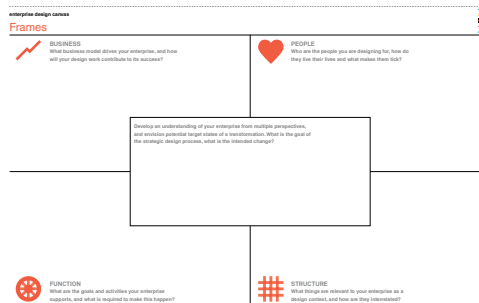 enterprise design canvas
Frames
BUSINESS
What business model drives your enterprise, and how
will your design work contribute to its success?
PEOPLE
Who are the people you are designing for, how do
they live their lives and what makes them tick?
Develop an understanding of your enterprise from multiple perspectives,
and envision potential target states of a transformation. What is the goal of
the strategic design process, what is the intended change?
FUNCTION
What are the goals and activities your enterprise
supports, and what is required to make this happen?
STRUCTURE
What things are relevant to your enterprise as a
design context, and how are they interrelated?